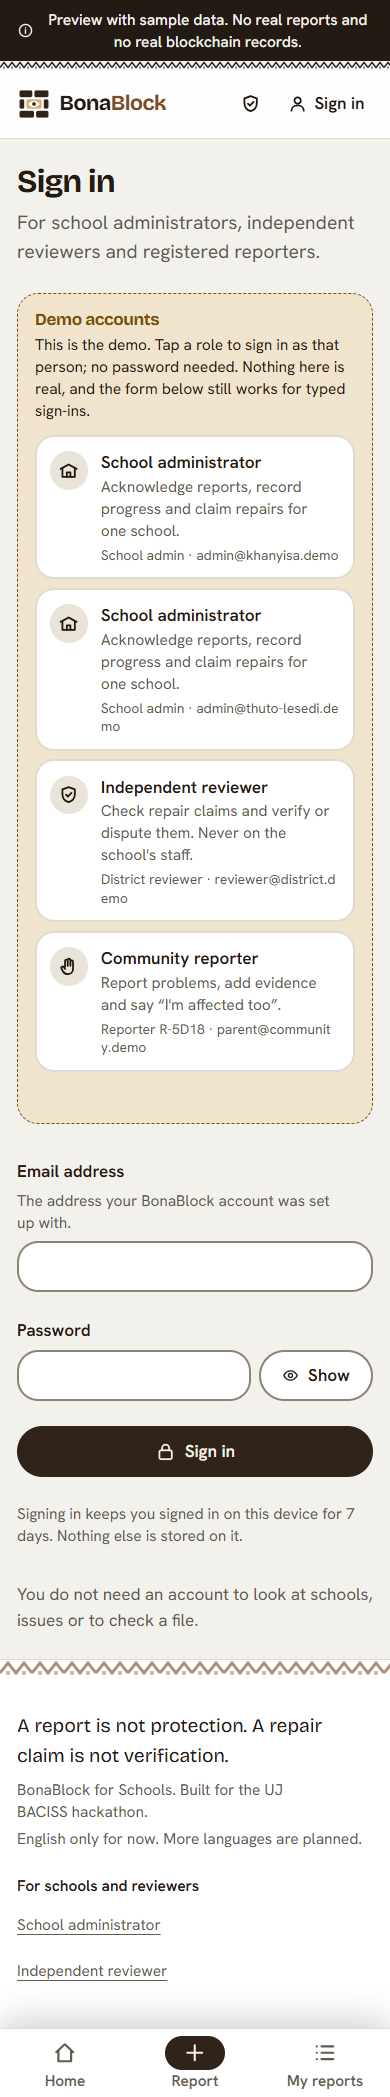 Preview with sample data. No real reports and
no real blockchain records.
BonaBlock
Sign in
Sign in
For school administrators, independent
reviewers and registered reporters.
Demo accounts
This is the demo. Tap a role to sign in as that
person; no password needed. Nothing here is
real, and the form below still works for typed
sign-ins.
School administrator
Acknowledge reports, record
progress and claim repairs for
one school.
School admin · admin@khanyisa.demo
School administrator
Acknowledge reports, record
progress and claim repairs for
one school.
School admin · admin@thuto-lesedi.de
mo
Independent reviewer
Check repair claims and verify or
dispute them. Never on the
school's staff.
District reviewer · reviewer@district.d
emo
Community reporter
Report problems, add evidence
and say “I'm affected too”.
Reporter R-5D18 · parent@communit
y.demo
Email address
The address your BonaBlock account was set
up with.
Password
Show
Sign in
Signing in keeps you signed in on this device for 7
days. Nothing else is stored on it.
You do not need an account to look at schools,
issues or to check a file.
A report is not protection. A repair
claim is not verification.
BonaBlock for Schools. Built for the UJ
BACISS hackathon.
English only for now. More languages are planned.
For schools and reviewers
School administrator
Independent reviewer
Home
Report
My reports